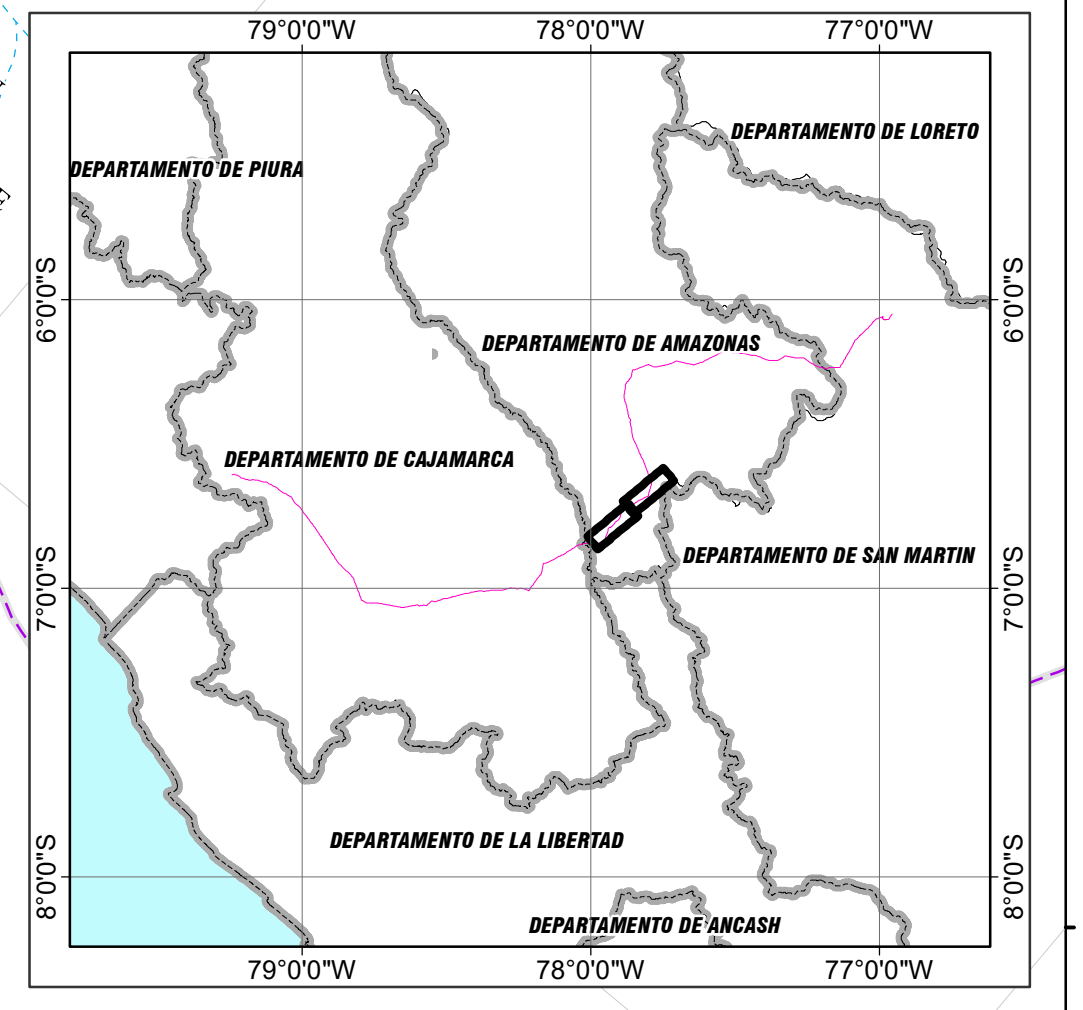 79°0'0"W 78°0'0"W 77°0'0"W
DEPARTAMENTO DE LORETO
DEPARTAMENTO DE PIURA
6°0'0"S 6°0'0"S
DEPARTAMENTO DE AMAZONAS
DEPARTAMENTO DE CAJAMARCA
DEPARTAMENTO DE SAN MARTIN
7°0'0"S 7°0'0"S
DEPARTAMENTO DE LA LIBERTAD
8°0'0"S 8°0'0"S
DEPARTAMENTO DE ANCASH
79°0'0"W 78°0'0"W 77°0'0"W